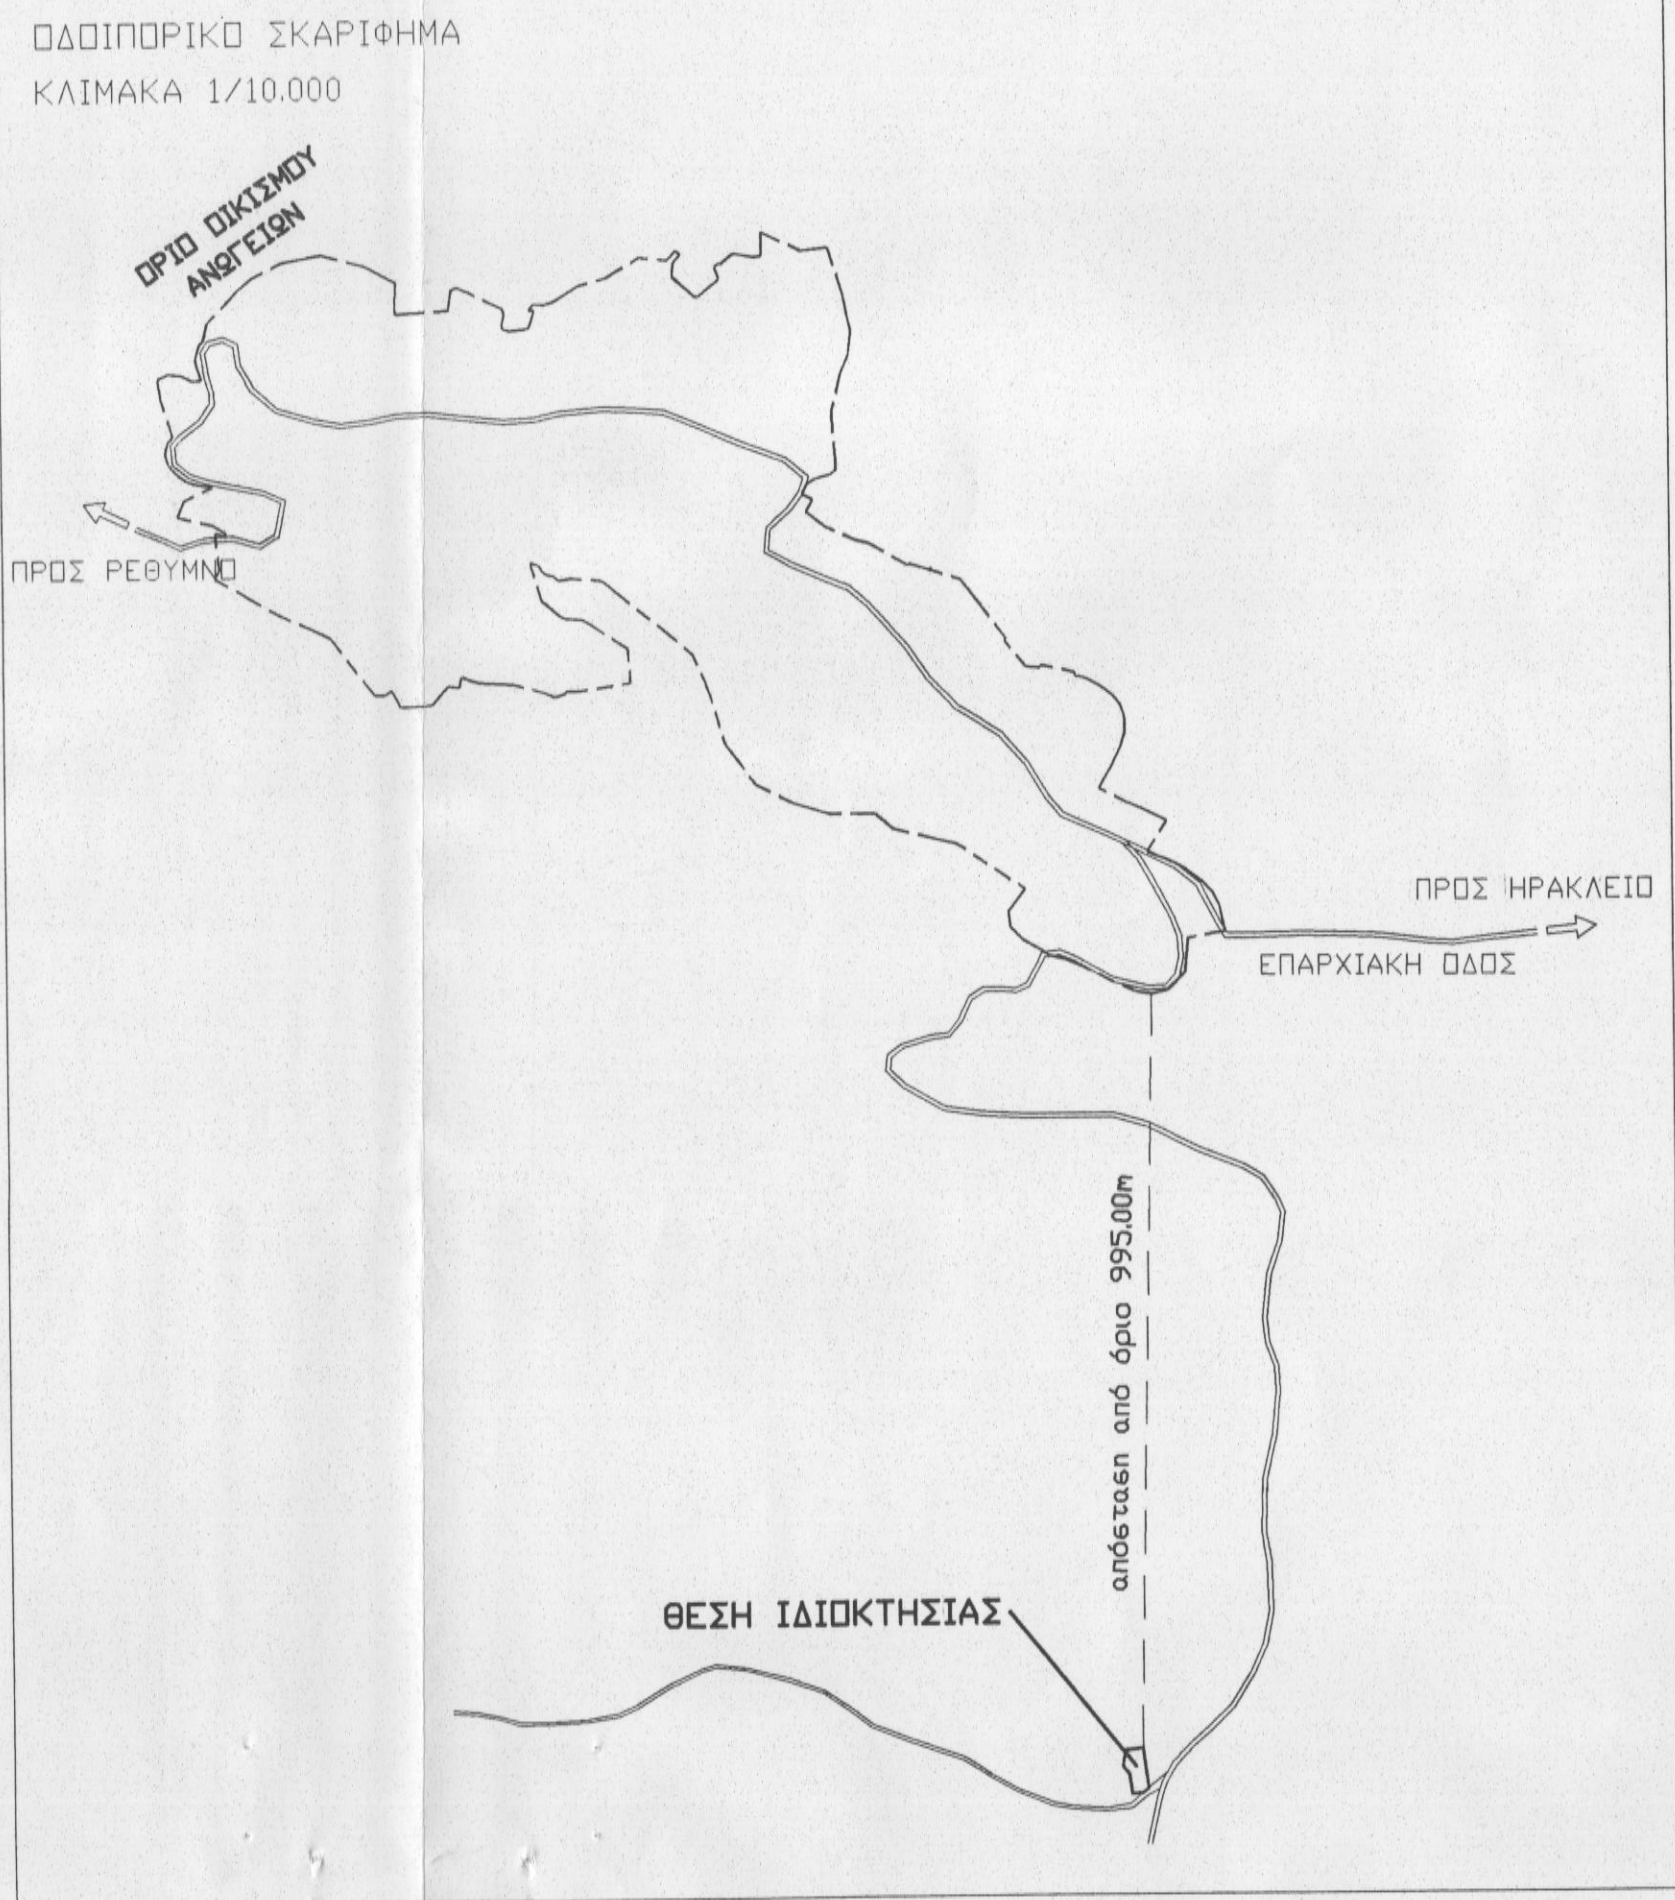 ΟΔΟΙΠΟΡΙΚΟ ΣΚΑΡΙΦΗΜΑ
ΚΛΙΜΑΚΑ 1/10.000
ΟΡΙΟ ΟΙΚΙΣΜΟΥ
ΑΝΩΓΕΙΩΝ
ΠΡΟΣ ΡΕΘΥΜΝΟ
ΠΡΟΣ ΗΡΑΚΛΕΙΟ
ΕΠΑΡΧΙΑΚΗ ΟΔΟΣ
απόσταση από όριο 995.00m
ΘΕΣΗ ΙΔΙΟΚΤΗΣΙΑΣ